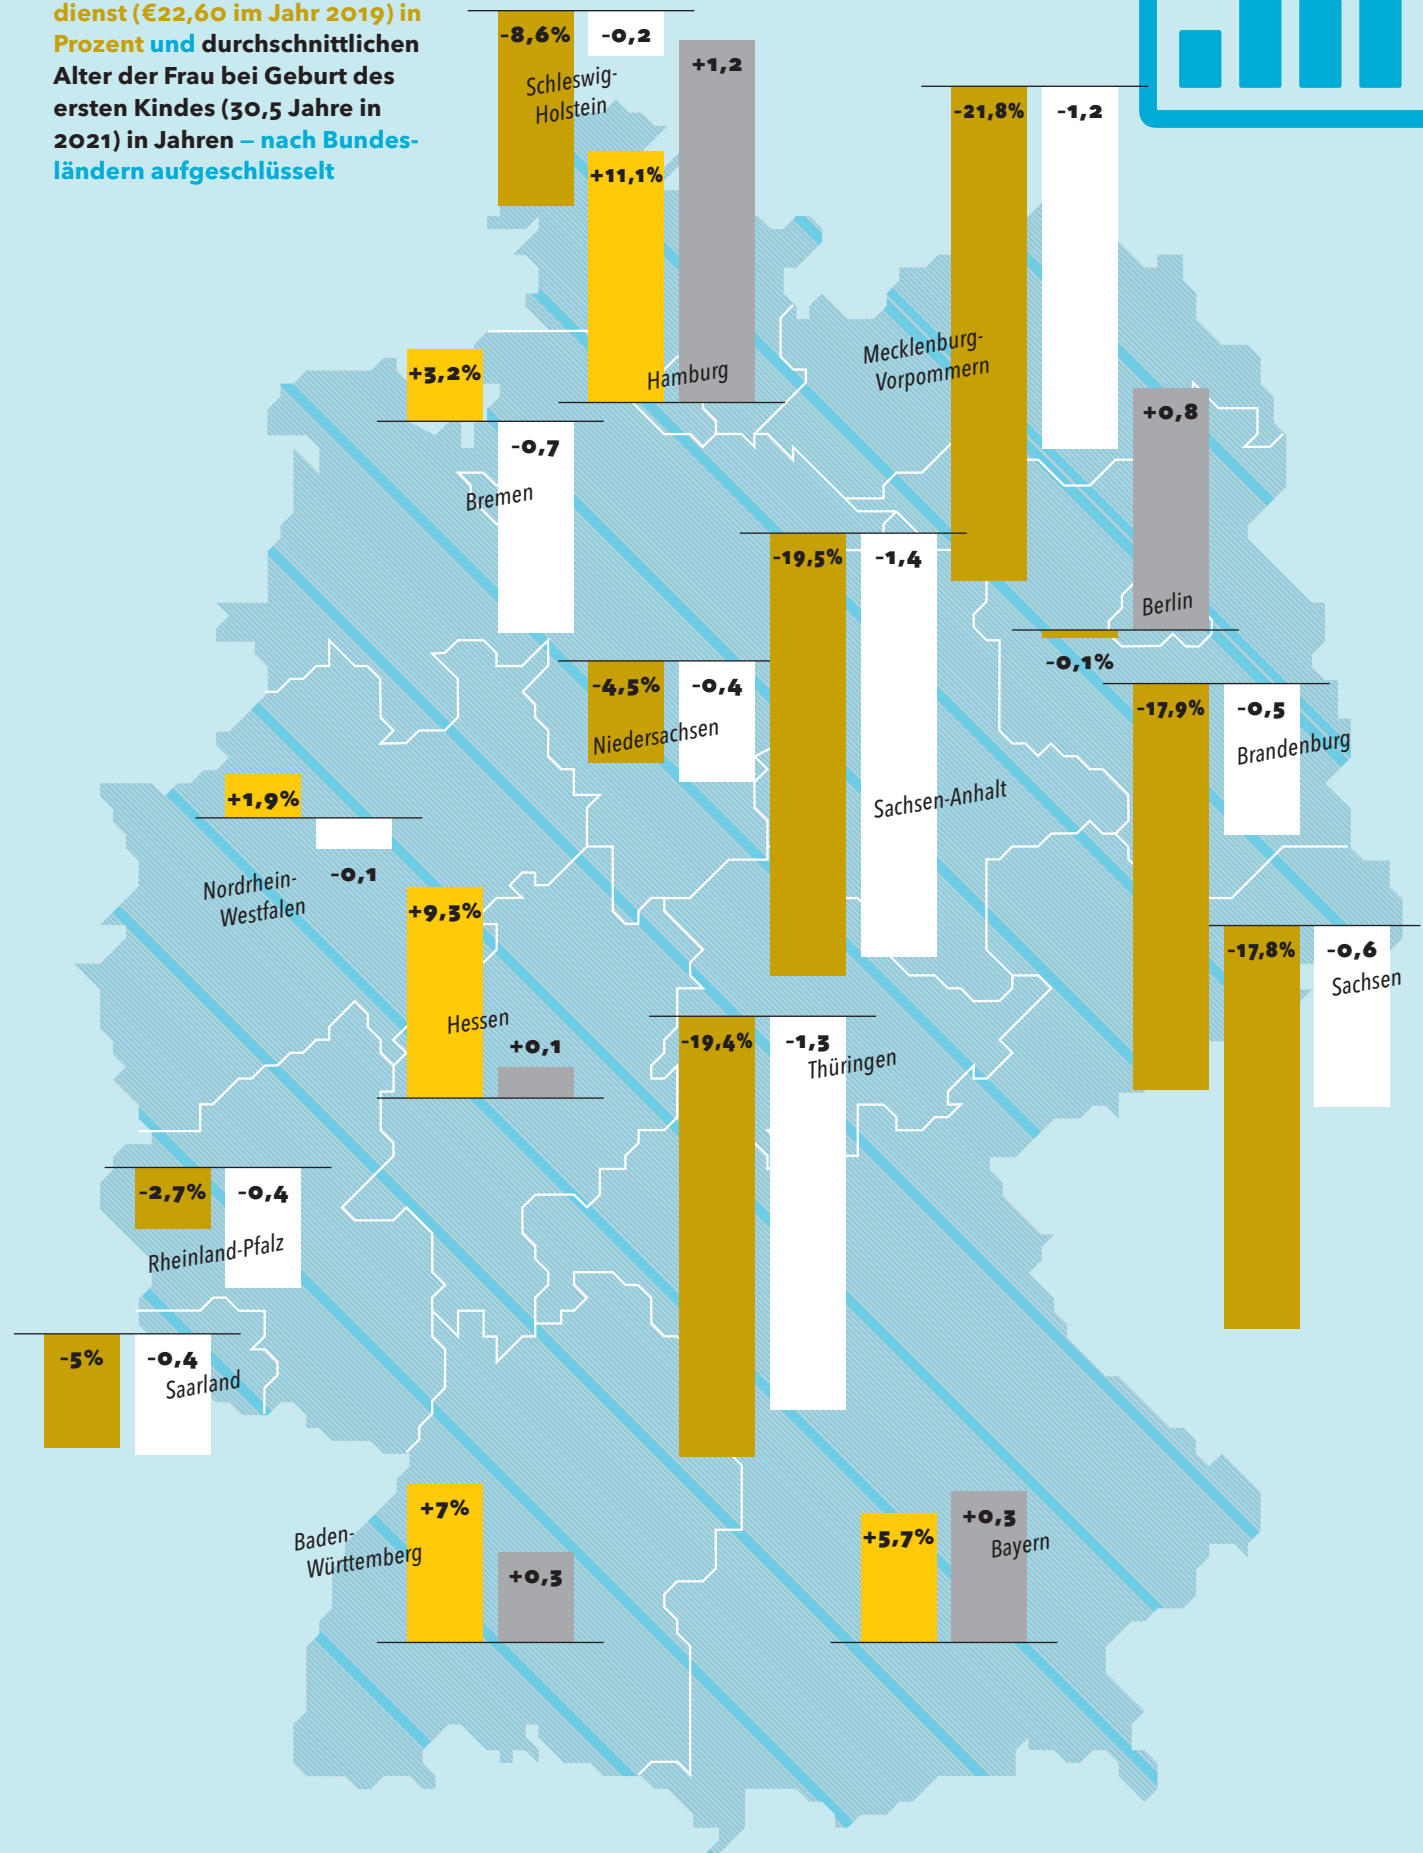 dienst (€22,60 im Jahr 2019) in
Prozent und durchschnittlichen
Alter der Frau bei Geburt des
ersten Kindes (30,5 Jahre in
2021) in Jahren – nach Bundes-
ländern aufgeschlüsselt
-8,6%
-0,2
Schleswig-
Holstein
+11,1%
+1,2
Hamburg
-21,8%
-1,2
Mecklenburg-
Vorpommern
+3,2%
-0,7
Bremen
+0,8
Berlin
-0,1%
-19,5%
-1,4
Sachsen-Anhalt
-4,5%
-0,4
Niedersachsen
-17,9%
-0,5
Brandenburg
+1,9%
-0,1
Nordrhein-
Westfalen
+9,3%
Hessen
+0,1
-17,8%
-0,6
Sachsen
-19,4%
-1,3
Thüringen
-2,7%
-0,4
Rheinland-Pfalz
-5%
-0,4
Saarland
+7%
Baden-
Württemberg
+0,3
+5,7%
+0,3
Bayern